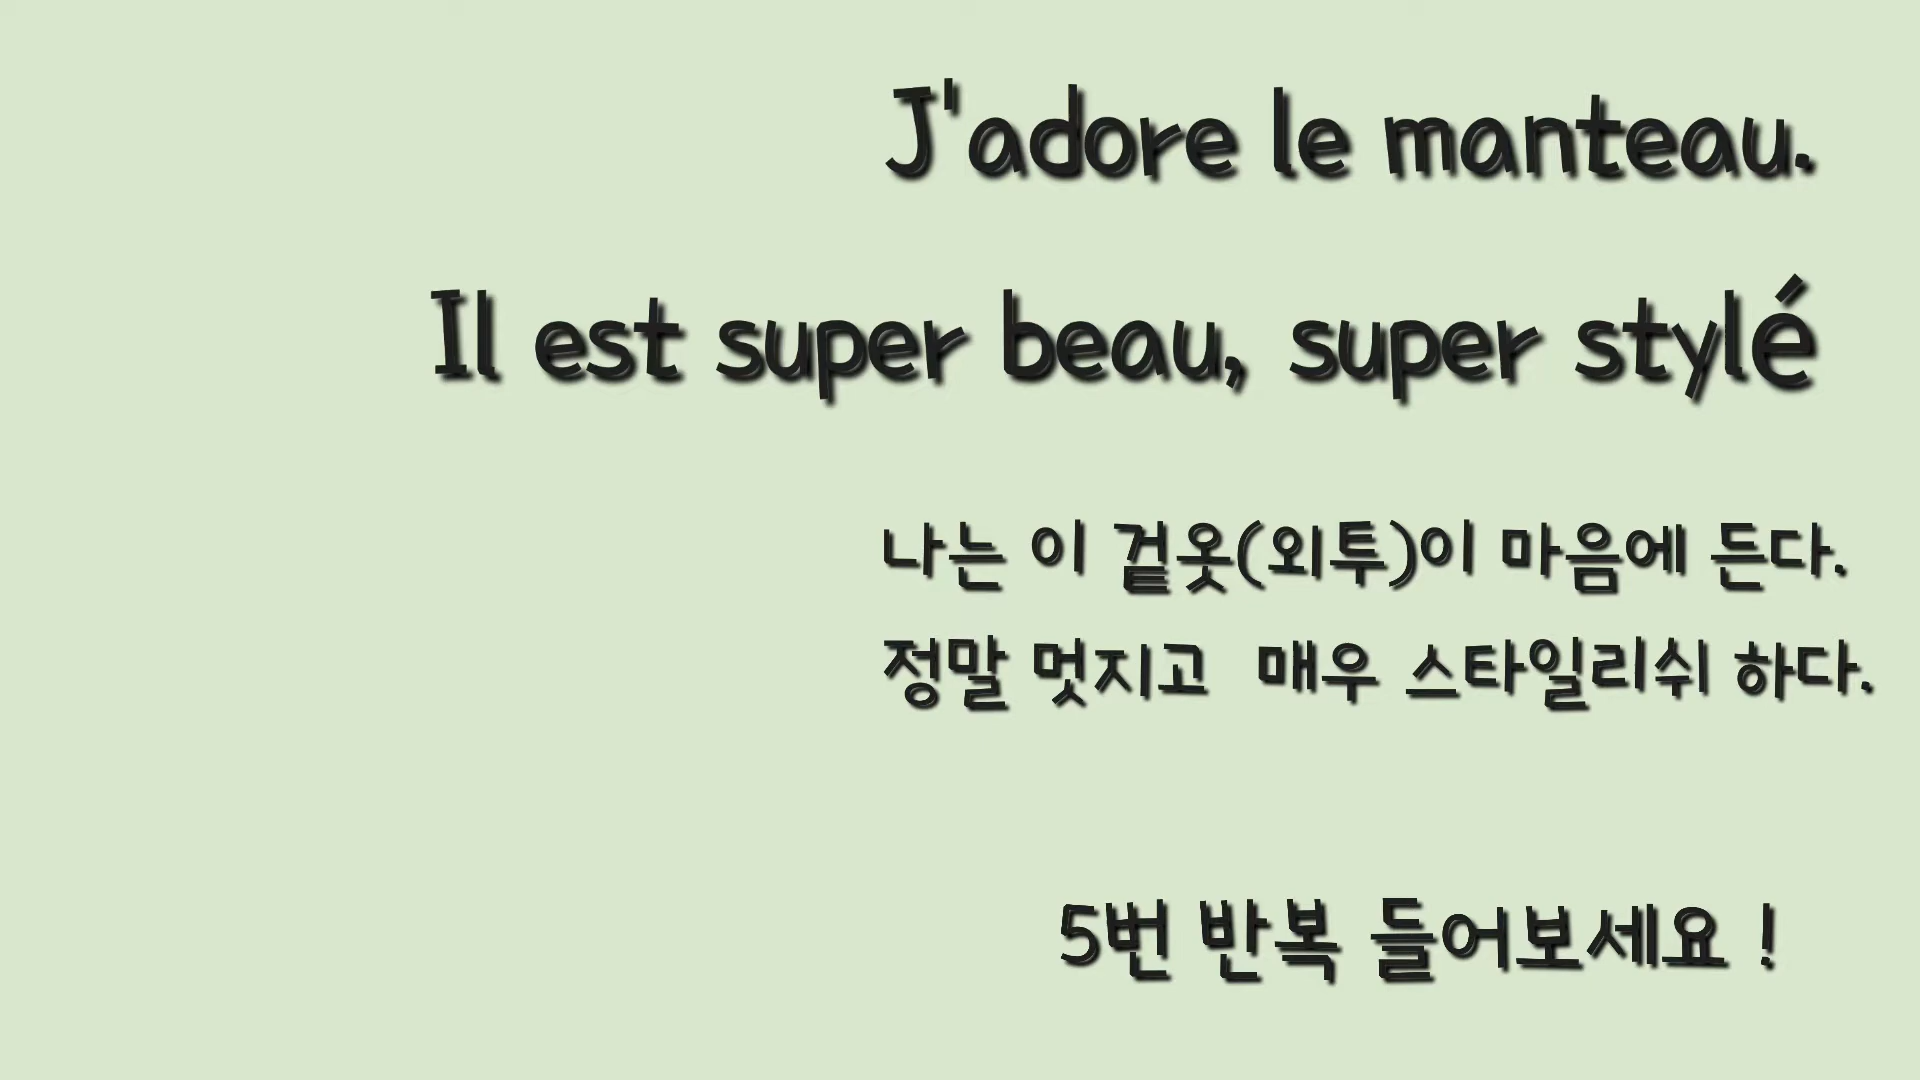 J'adore le manteau.
Il est super beau, super stylé
나는 이 겉옷(외투)이 마음에 든다.
정말 멋지고 매우 스타일리쉬 하다.
5번 반복 들어보세요 !